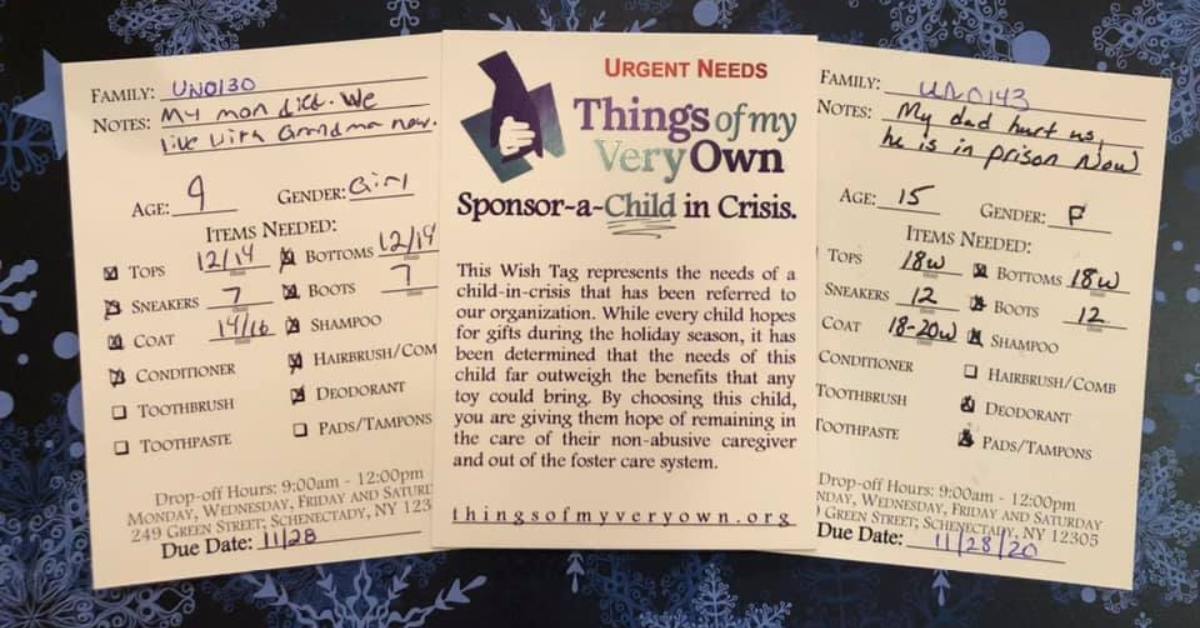 FAMILY: UN0130
NOTES: My mom died. We
live with Grandma now.
AGE: 9 GENDER: Girl
ITEMS NEEDED:
TOPS 12/14 BOTTOMS 12/14
SNEAKERS 7 BOOTS 7
COAT 14/16 SHAMPOO
CONDITIONER HAIRBRUSH/COM
TOOTHBRUSH DEODORANT
TOOTHPASTE PADS/TAMPONS
Drop-off Hours: 9:00am - 12:00pm
MONDAY, WEDNESDAY, FRIDAY AND SATURD
249 GREEN STREET, SCHENECTADY, NY 123
Due Date: 11/28
URGENT NEEDS
Things of my
Very Own
Sponsor-a-Child in Crisis.
This Wish Tag represents the needs of a
child-in-crisis that has been referred to
our organization. While every child hopes
for gifts during the holiday season, it has
been determined that the needs of this
child far outweigh the benefits that any
toy could bring. By choosing this child,
you are giving them hope of remaining in
the care of their non-abusive caregiver
and out of the foster care system.
thingsofmyveryown.org
FAMILY: UN0143
NOTES: My dad hurt us,
he is in prison Now
AGE: 15 GENDER: F
ITEMS NEEDED:
TOPS 18w BOTTOMS 18w
SNEAKERS 12 BOOTS 12
COAT 18-20w SHAMPOO
CONDITIONER HAIRBRUSH/COMB
TOOTHBRUSH DEODORANT
TOOTHPASTE PADS/TAMPONS
Drop-off Hours: 9:00am - 12:00pm
NDAY, WEDNESDAY, FRIDAY AND SATURDAY
GREEN STREET, SCHENECTADY, NY 12305
Due Date: 11/28/20